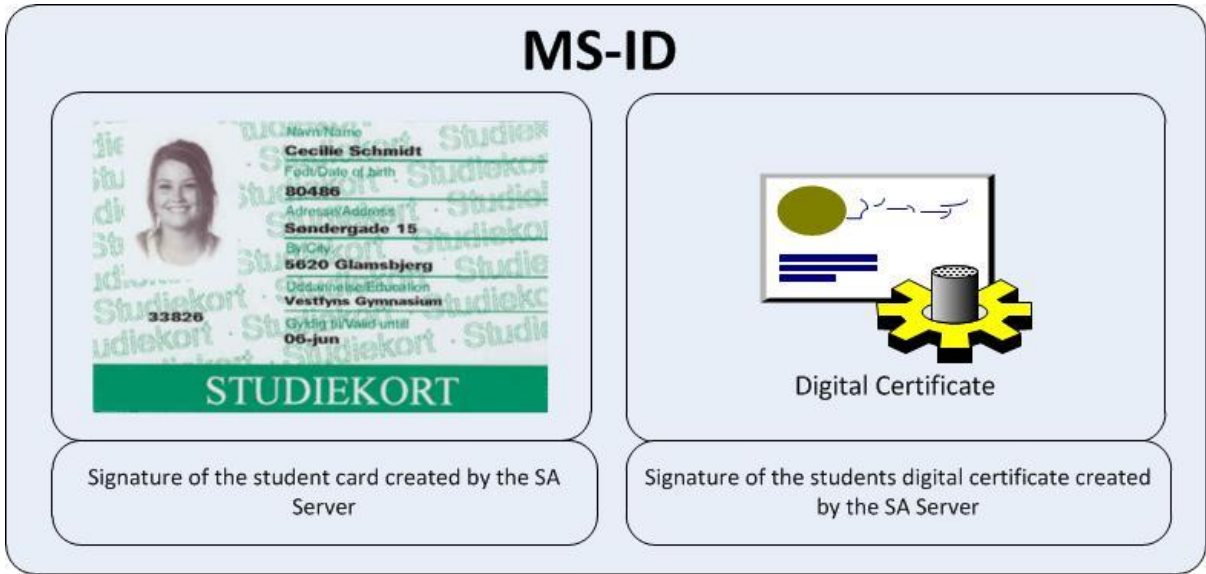 MS-ID
Navn/Name
Cecilie Schmidt
Født/Date of birth
80486
Adresse/Address
Søndergade 15
By/City
5620 Glamsbjerg
Uddannelse/Education
Vestfyns Gymnasium
Gyldig til/Valid untill
06-jun
33826
STUDIEKORT
Digital Certificate
Signature of the student card created by the SA
Server
Signature of the students digital certificate created
by the SA Server